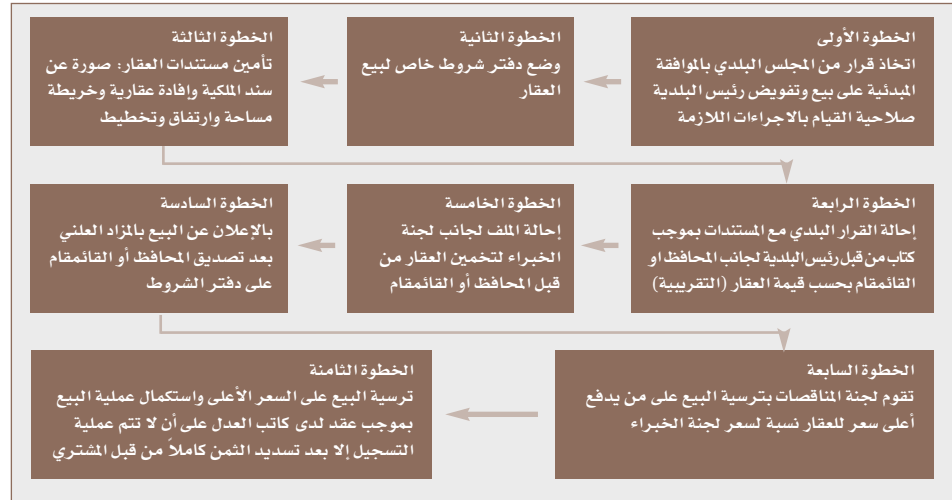 الخطوة الأولى
اتخاذ قرار من المجلس البلدي بالموافقة
المبدئية على بيع وتفويض رئيس البلدية
صلاحية القيام بالاجراءات اللازمة
الخطوة الثانية
وضع دفتر شروط خاص لبيع
العقار
الخطوة الثالثة
تأمين مستندات العقار: صورة عن
سند الملكية وإفادة عقارية وخريطة
مساحة وارتفاق وتخطيط
الخطوة الرابعة
إحالة القرار البلدي مع المستندات بموجب
كتاب من قبل رئيس البلدية لجانب المحافظ او
القائمقام بحسب قيمة العقار (التقريبية)
الخطوة الخامسة
إحالة الملف لجانب لجنة
الخبراء لتخمين العقار من
قبل المحافظ أو القائمقام
الخطوة السادسة
بالإعلان عن البيع بالمزاد العلني
بعد تصديق المحافظ أو القائمقام
على دفتر الشروط
الخطوة السابعة
تقوم لجنة المناقصات بترسية البيع على من يدفع
أعلى سعر للعقار نسبة لسعر لجنة الخبراء
الخطوة الثامنة
ترسية البيع على السعر الأعلى واستكمال عملية البيع
بموجب عقد لدى كاتب العدل على أن لا تتم عملية
التسجيل إلا بعد تسديد الثمن كاملاً من قبل المشتري